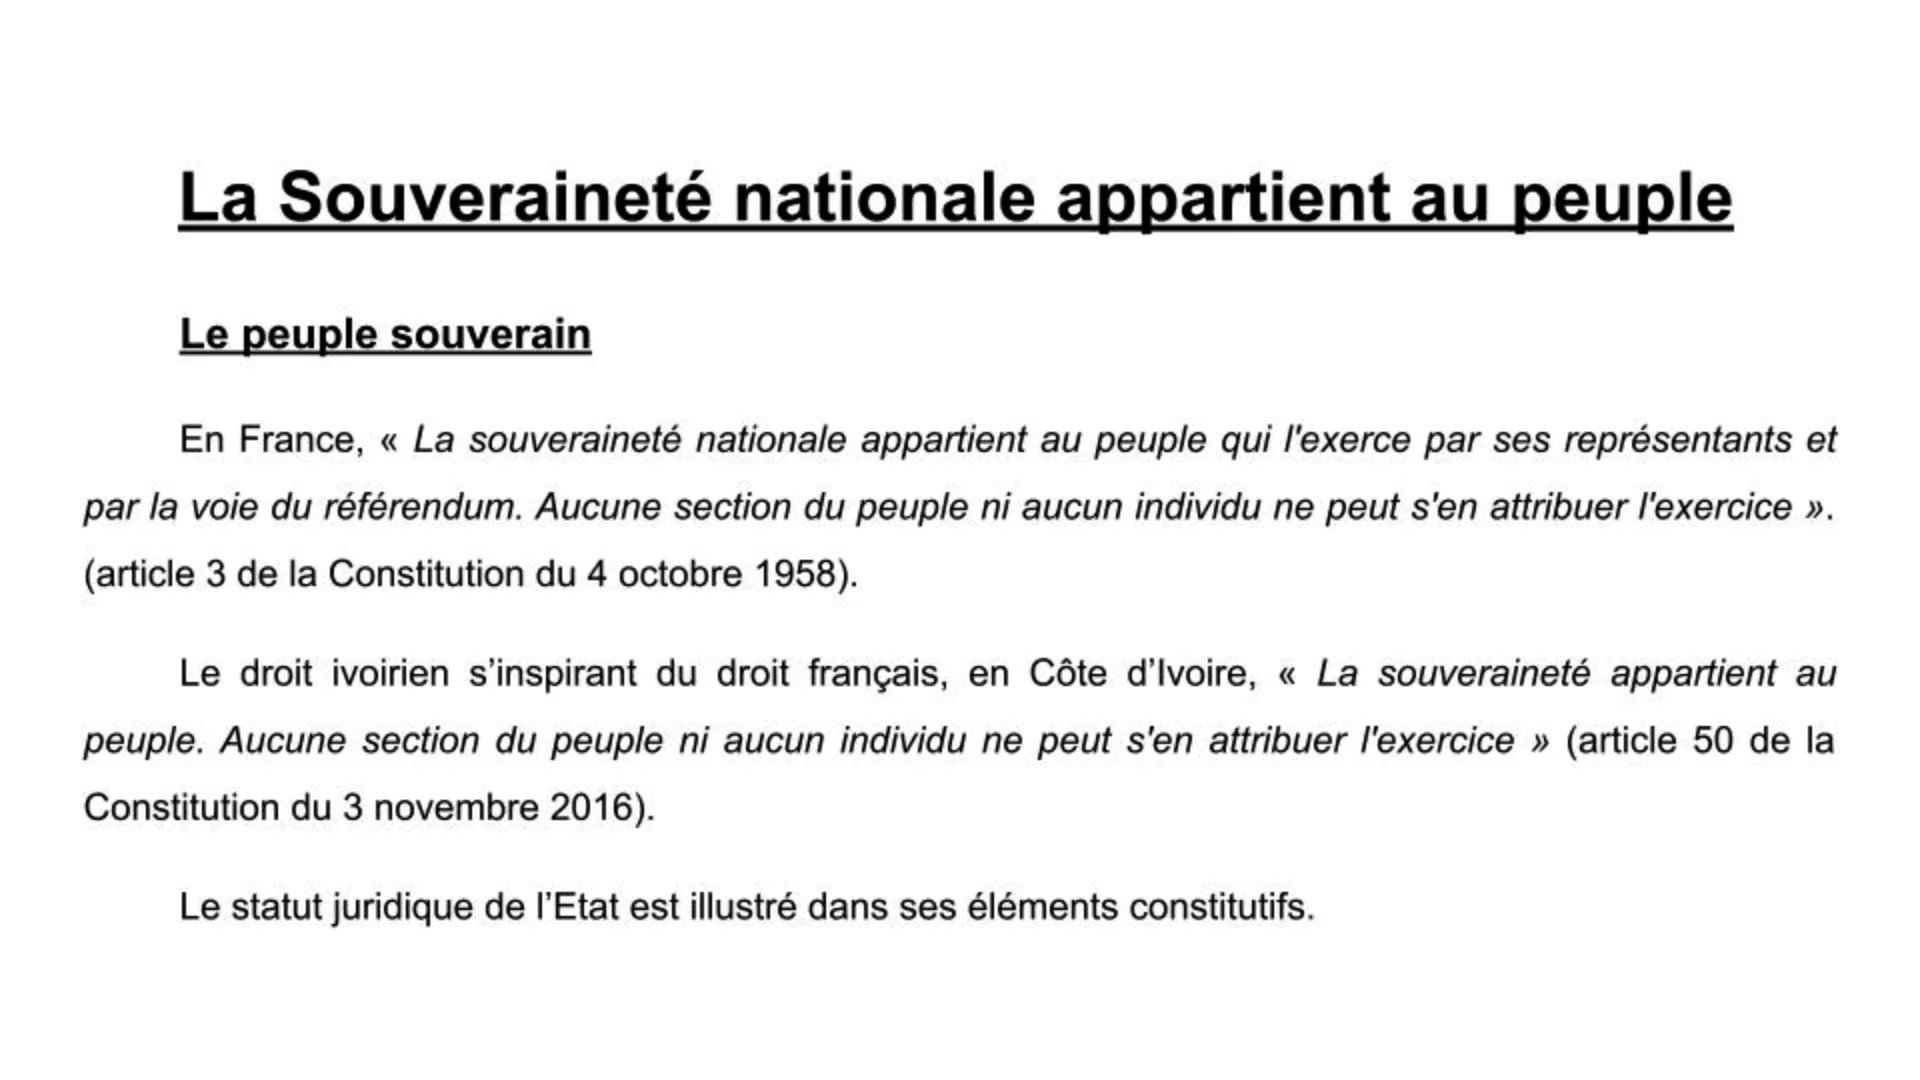 La Souveraineté nationale appartient au peuple
Le peuple souverain
En France, « La souveraineté nationale appartient au peuple qui l'exerce par ses représentants et
par la voie du référendum. Aucune section du peuple ni aucun individu ne peut s'en attribuer l'exercice ».
(article 3 de la Constitution du 4 octobre 1958).
Le droit ivoirien s’inspirant du droit français, en Côte d’Ivoire, « La souveraineté appartient au
peuple. Aucune section du peuple ni aucun individu ne peut s'en attribuer l'exercice » (article 50 de la
Constitution du 3 novembre 2016).
Le statut juridique de l’Etat est illustré dans ses éléments constitutifs.